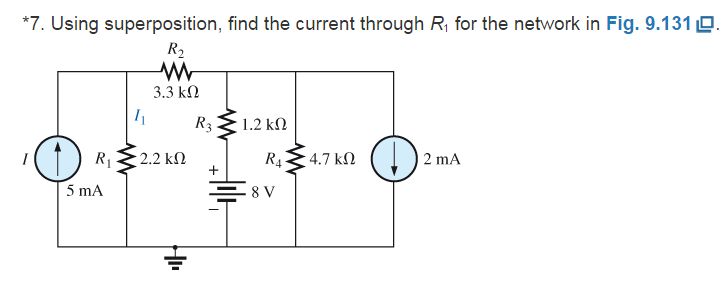 *7. Using superposition, find the current through R₁ for the network in Fig. 9.131.
R₂
3.3 kΩ
I₁
R₃ 1.2 kΩ
I
R₁ 2.2 kΩ
R₄ 4.7 kΩ
2 mA
+
5 mA
8 V